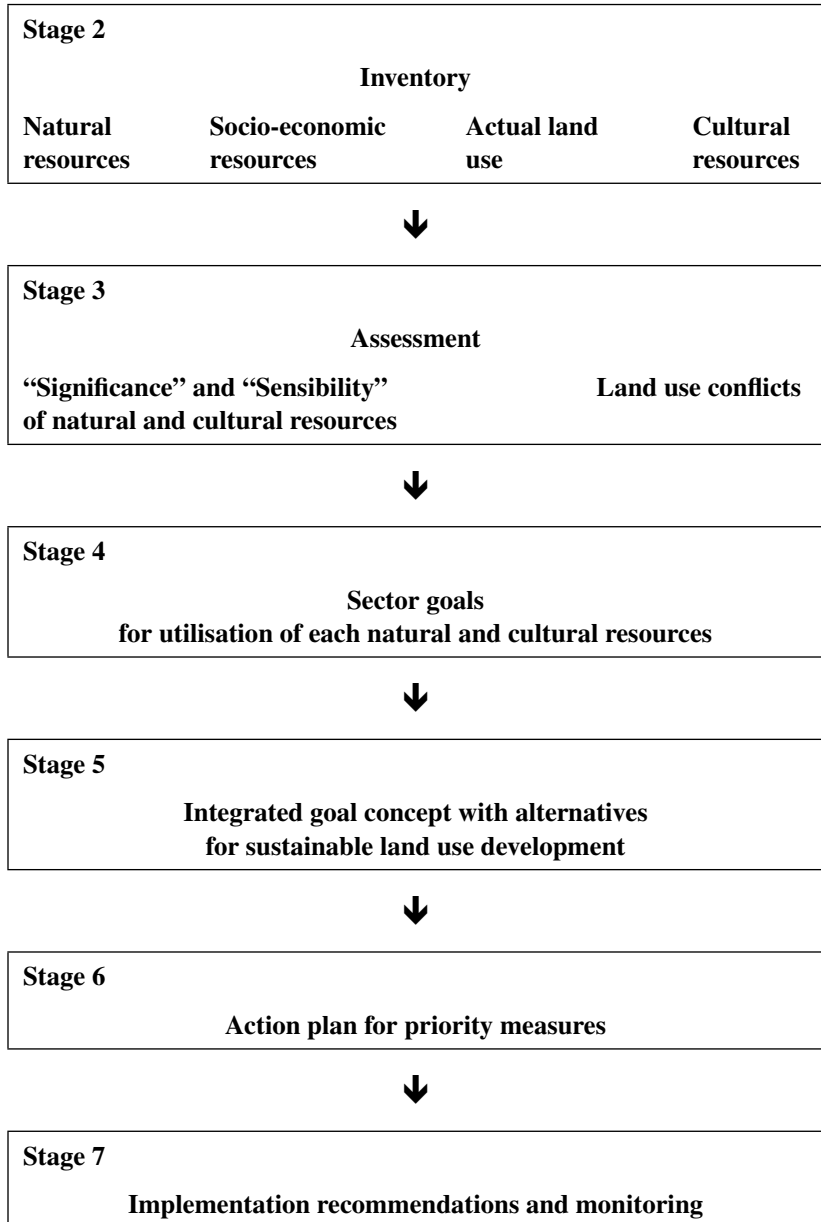 Stage 2
Inventory
Natural Socio-economic Actual land Cultural
resources resources use resources
Stage 3
Assessment
“Significance” and “Sensibility” Land use conflicts
of natural and cultural resources
Stage 4
Sector goals
for utilisation of each natural and cultural resources
Stage 5
Integrated goal concept with alternatives
for sustainable land use development
Stage 6
Action plan for priority measures
Stage 7
Implementation recommendations and monitoring